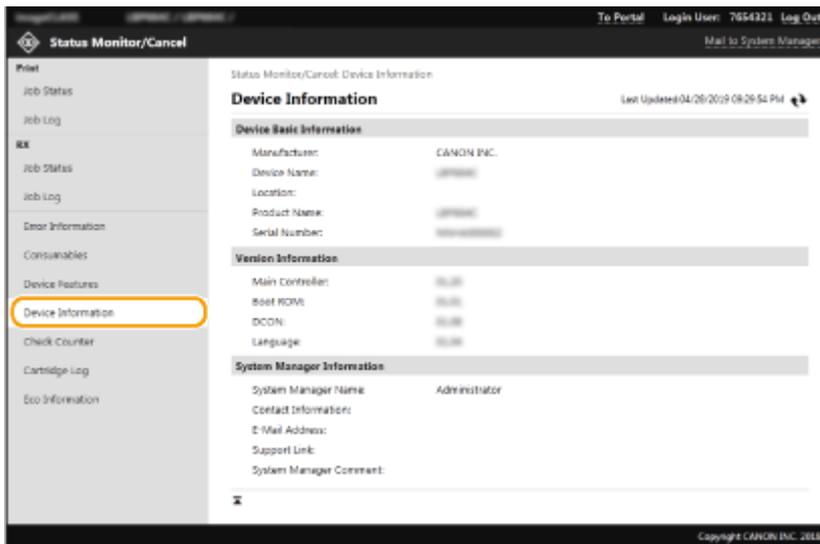 To Portal Login User: 7654321 Log Out
Status Monitor/Cancel
Mail to System Manager
Print
Job Status
Job Log
RX
Job Status
Job Log
Error Information
Consumables
Device Features
Device Information
Check Counter
Cartridge Log
Eco Information
Status Monitor/Cancel: Device Information
Device Information
Last Updated:04/28/2019 09:29:54 PM
Device Basic Information
Manufacturer: CANON INC.
Device Name:
Location:
Product Name:
Serial Number:
Version Information
Main Controller:
Boot ROM:
DCON:
Language:
System Manager Information
System Manager Name: Administrator
Contact Information:
E-Mail Address:
Support Link:
System Manager Comment:
Copyright CANON INC. 2018